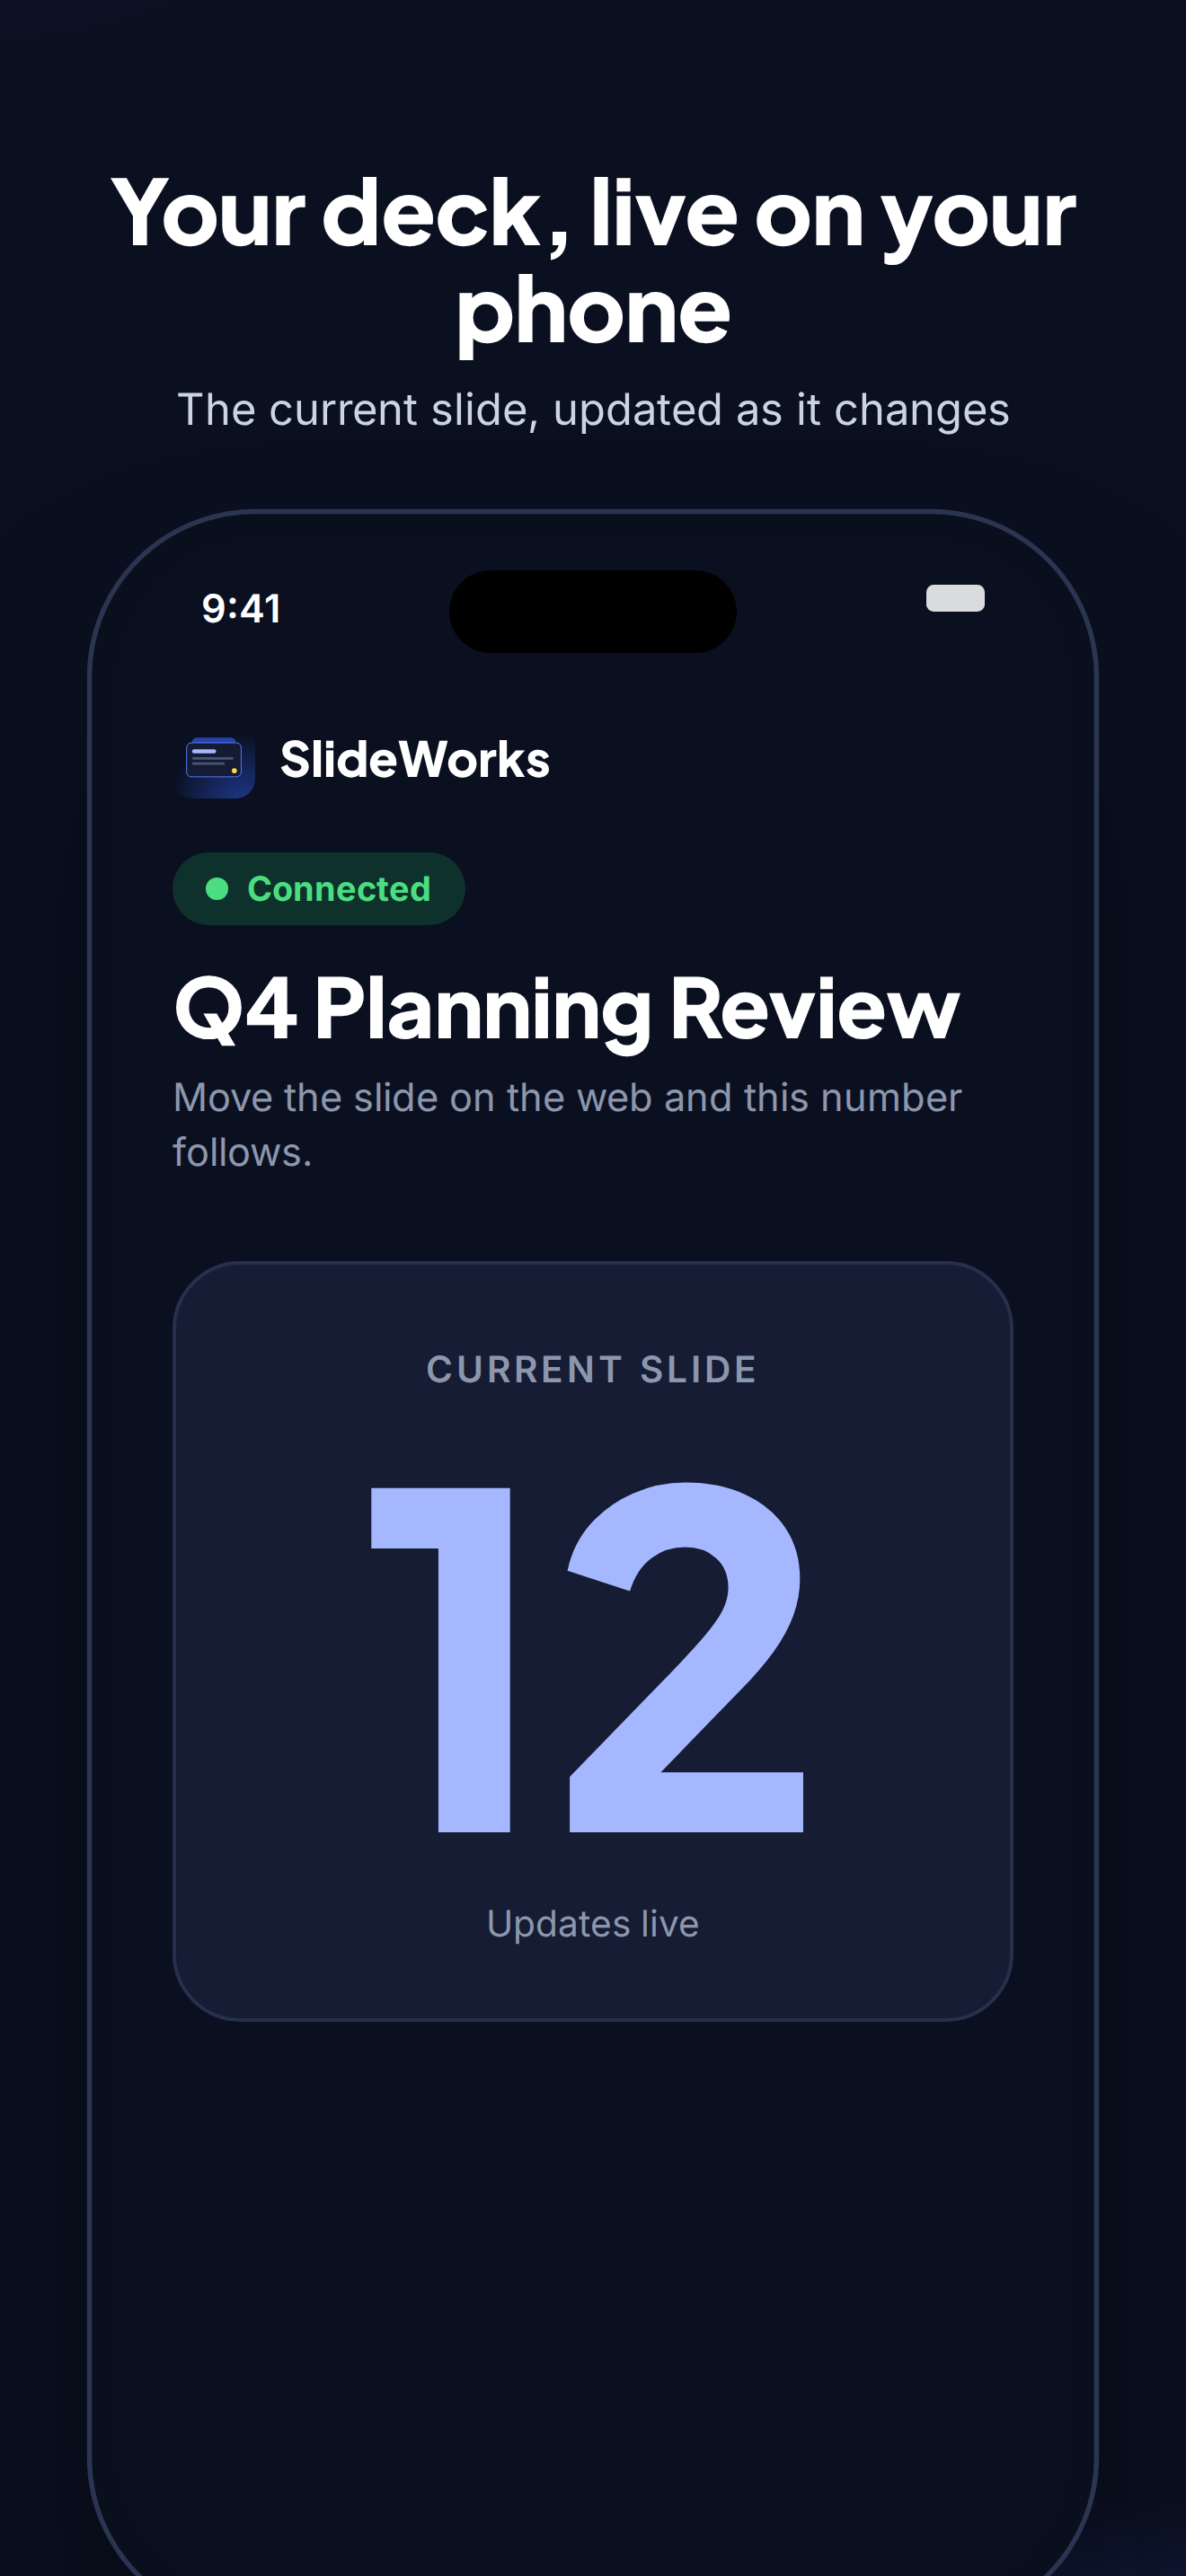 Your deck, live on your
phone
The current slide, updated as it changes
9:41
SlideWorks
Connected
Q4 Planning Review
Move the slide on the web and this number
follows.
CURRENT SLIDE
12
Updates live